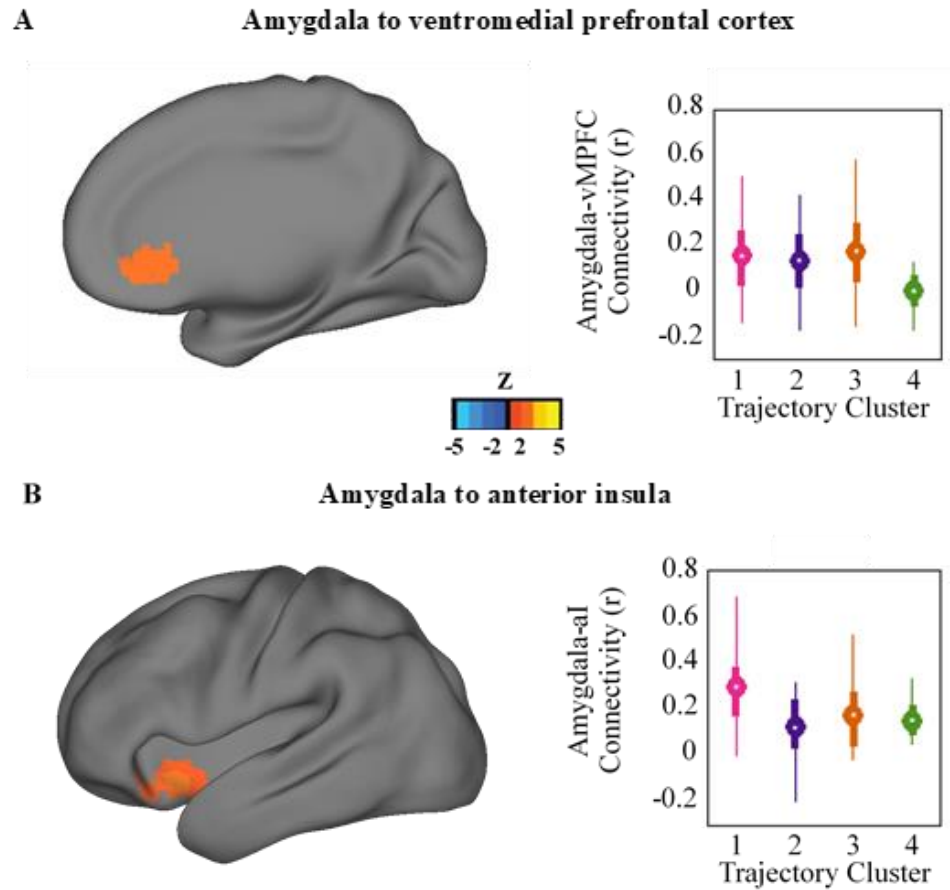 A
Amygdala to ventromedial prefrontal cortex
Amygdala-vMPFC
Connectivity (r)
0.8
0.6
0.4
0.2
0
-0.2
1 2 3 4
Trajectory Cluster
Z
-5 -2 2 5
B
Amygdala to anterior insula
Amygdala-aI
Connectivity (r)
0.8
0.6
0.4
0.2
0
-0.2
1 2 3 4
Trajectory Cluster